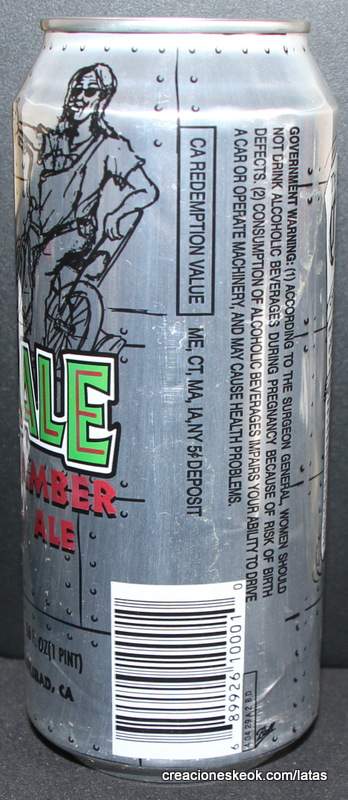 ALE
EMBER
ALE
OZ(1 PINT)
CA
CA REDEMPTION VALUE
ME, CT, MA, IA,NY 5¢ DEPOSIT
GOVERNMENT WARNING: (1) ACCORDING TO THE SURGEON GENERAL WOMEN SHOULD
NOT DRINK ALCOHOLIC BEVERAGES DURING PREGNANCY BECAUSE OF RISK OF BIRTH
DEFECTS. (2) CONSUMPTION OF ALCOHOLIC BEVERAGES IMPAIRS YOUR ABILITY TO DRIVE
A CAR OR OPERATE MACHINERY, AND MAY CAUSE HEALTH PROBLEMS.
0 89926 10001 9
creacioneskeok.com/latas